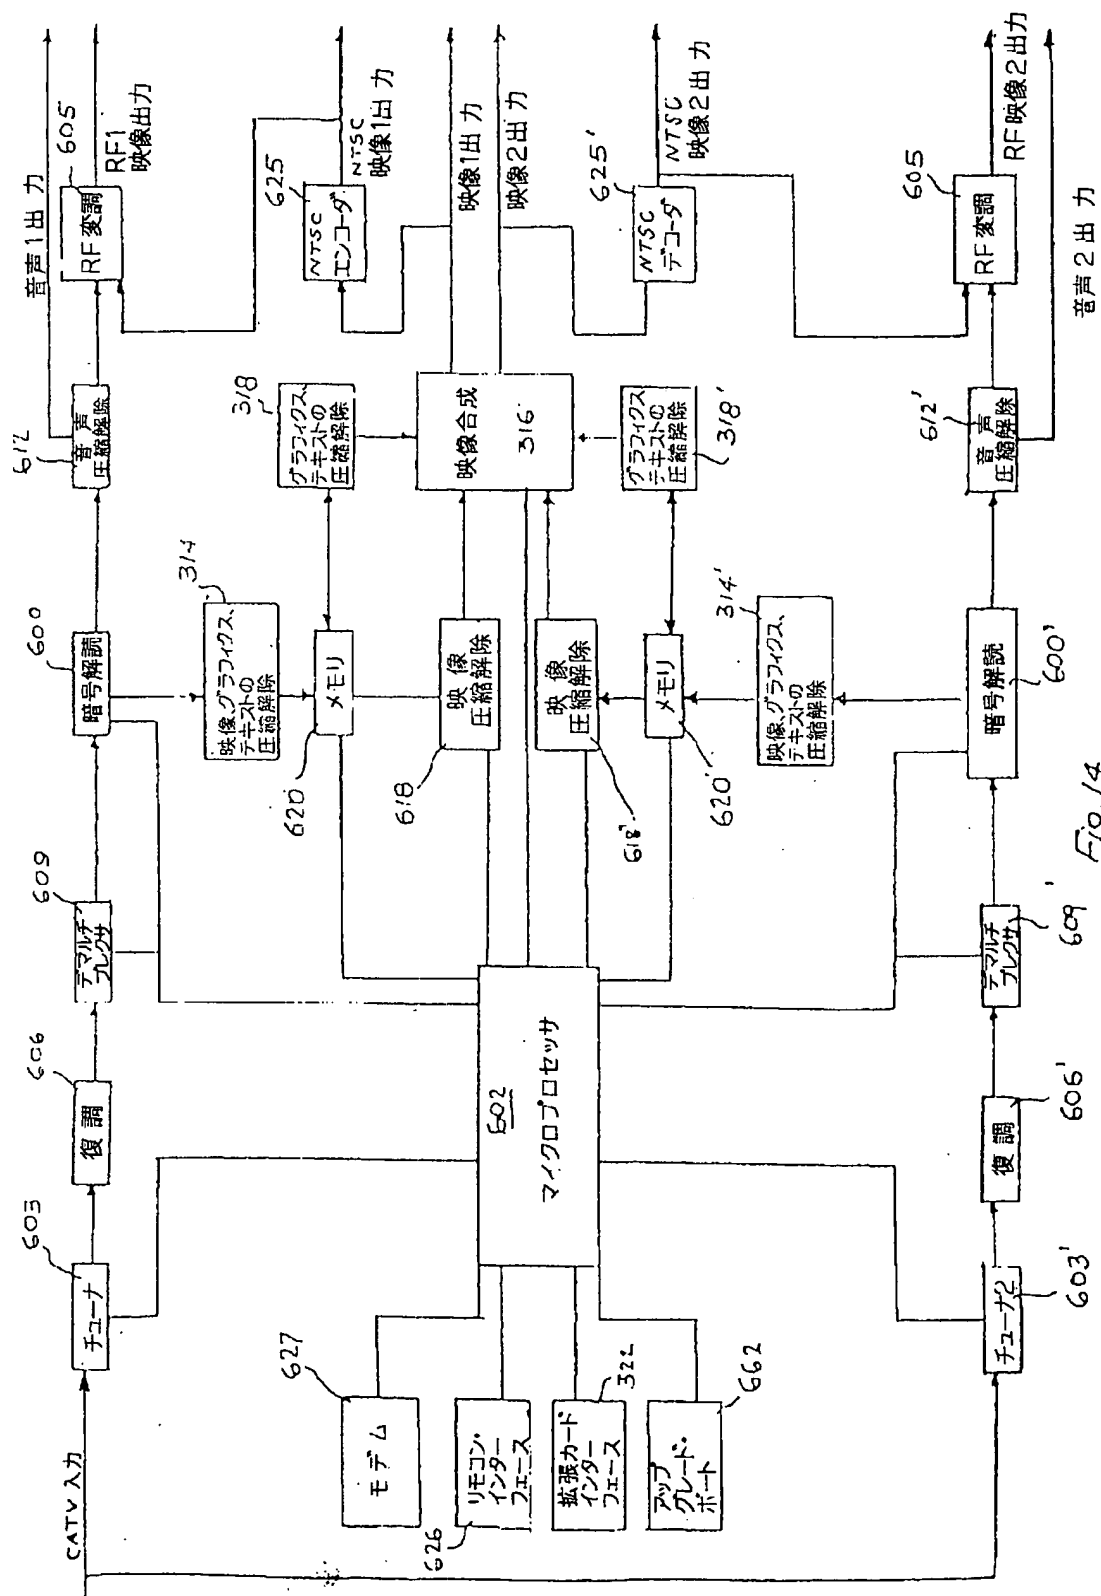 CATV 入力
チューナ
603
復調
606
デマルチ
プレクサ
609
暗号解読
600
音声
圧縮解除
612
音声1出力
RF変調
605
RF1
映像出力
映像、グラフィクス、
テキストの
圧縮解除
314
メモリ
620
グラフィクス、
テキストの
圧縮解除
318
NTSC
エンコーダ
625
NTSC
映像1出力
モデム
627
リモコン・
インター
フェース
626
拡張カード
インター
フェース
322
アップ
グレード・
ポート
662
602
マイクロプロセッサ
映像
圧縮解除
618
映像
圧縮解除
618'
映像合成
316
映像1出力
映像2出力
メモリ
620'
グラフィクス
テキストの
圧縮解除
318'
NTSC
デコーダ
625'
NTSC
映像2出力
映像、グラフィクス、
テキストの
圧縮解除
314'
チューナ2
603'
復調
606'
デマルチ
プレクサ
609'
暗号解読
600'
音声
圧縮解除
612'
RF変調
605
RF映像2出力
音声2出力
Fig. 14